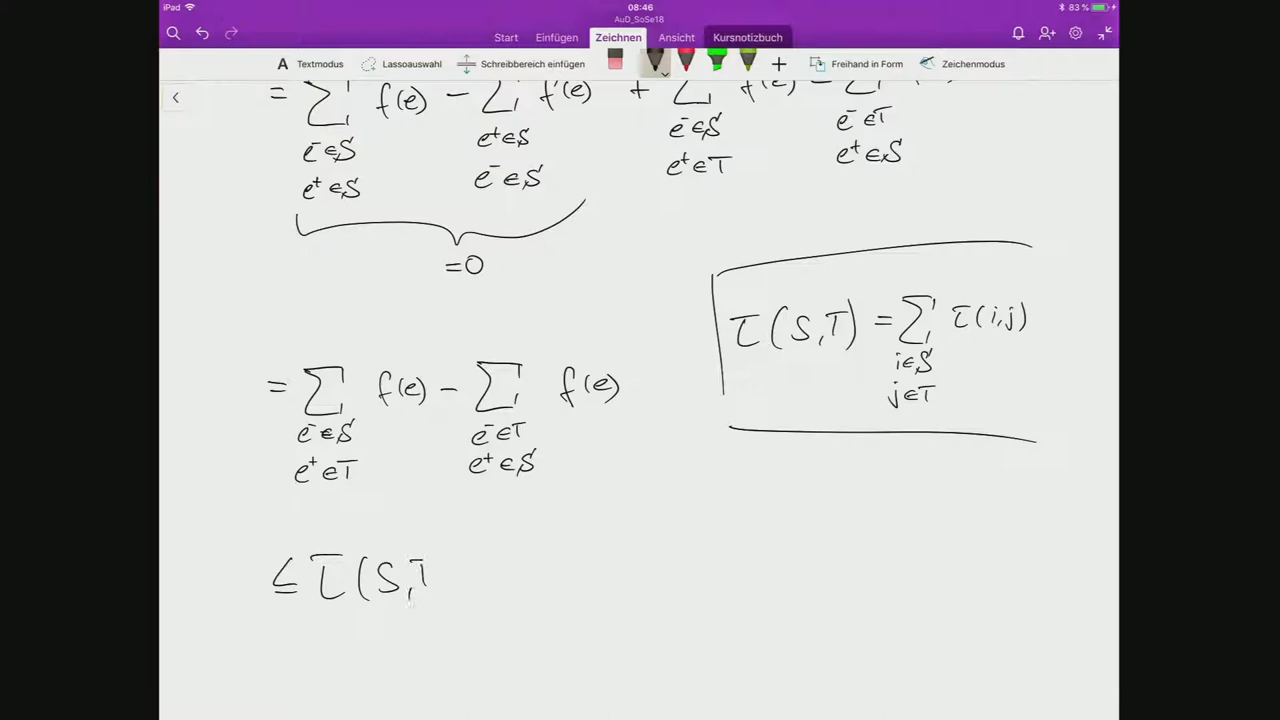 iPad 08:46 83 %
AuD_SoSe18
Start Einfügen Zeichnen Ansicht Kursnotizbuch
A Textmodus Lassoauswahl Schreibbereich einfügen + Freihand in Form Zeichenmodus
= ∑ f(e) − ∑ f(e) + ∑ f(e) − ∑
e⁻∈S e⁺∈S e⁻∈S e⁻∈T
e⁺∈S e⁻∈S e⁺∈T e⁺∈S
=0
τ(S,T) = ∑ τ(i,j)
i∈S
j∈T
= ∑ f(e) − ∑ f(e)
e⁻∈S e⁻∈T
e⁺∈T e⁺∈S
≤ τ(S,T